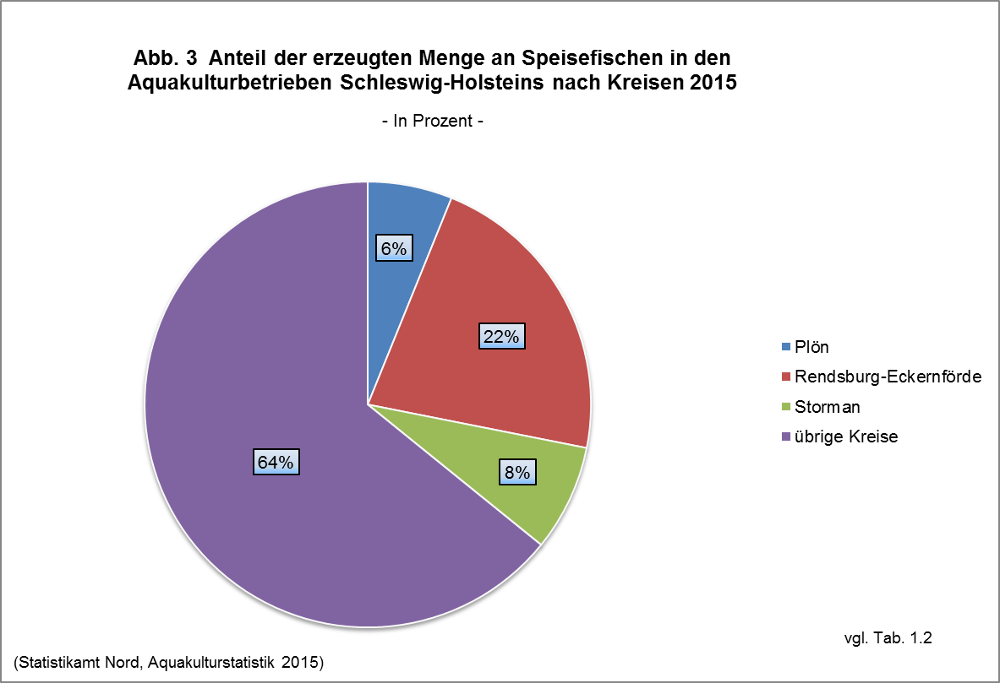 Abb. 3  Anteil der erzeugten Menge an Speisefischen in den
Aquakulturbetrieben Schleswig-Holsteins nach Kreisen 2015
- In Prozent -
6%
22%
8%
64%
Plön
Rendsburg-Eckernförde
Storman
übrige Kreise
vgl. Tab. 1.2
(Statistikamt Nord, Aquakulturstatistik 2015)